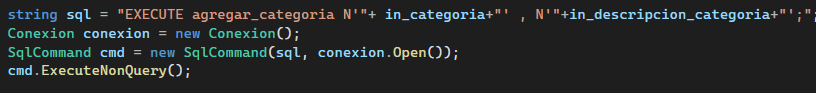 string sql = "EXECUTE agregar_categoria N'"+ in_categoria+"' , N'"+in_descripcion_categoria+"';";
Conexion conexion = new Conexion();
SqlCommand cmd = new SqlCommand(sql, conexion.Open());
cmd.ExecuteNonQuery();